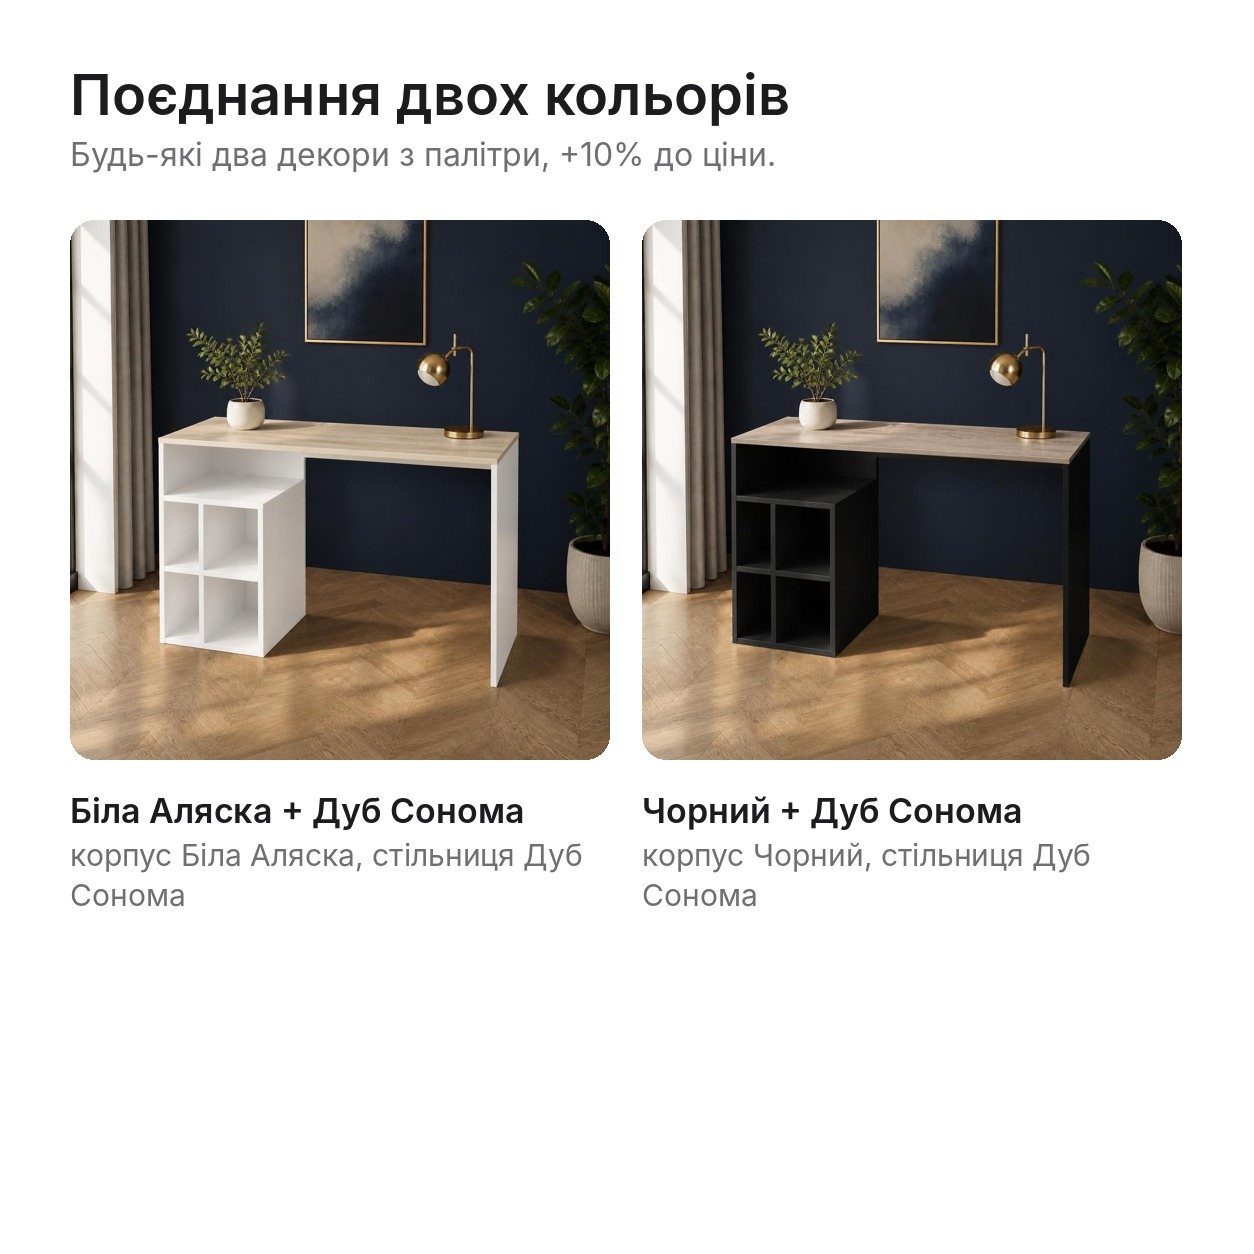 Поєднання двох кольорів
Будь-які два декори з палітри, +10% до ціни.
Біла Аляска + Дуб Сонома
корпус Біла Аляска, стільниця Дуб
Сонома
Чорний + Дуб Сонома
корпус Чорний, стільниця Дуб
Сонома